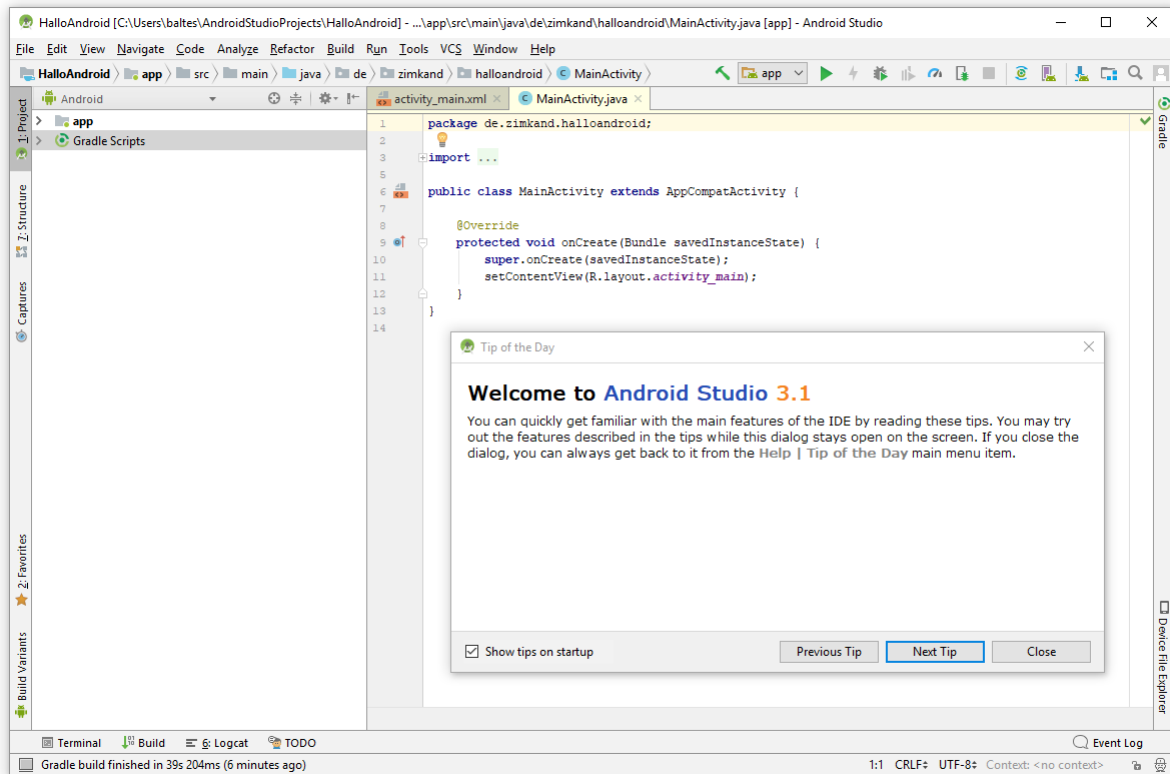 HalloAndroid [C:\Users\baltes\AndroidStudioProjects\HalloAndroid] - ...\app\src\main\java\de\zimkand\halloandroid\MainActivity.java [app] - Android Studio
File Edit View Navigate Code Analyze Refactor Build Run Tools VCS Window Help
HalloAndroid app src main java de zimkand halloandroid MainActivity app
Android
activity_main.xml MainActivity.java
1: Project
7: Structure
Captures
2: Favorites
Build Variants
app
Gradle Scripts
1 package de.zimkand.halloandroid;
2
3 import ...
5
6 public class MainActivity extends AppCompatActivity {
7
8 @Override
9 protected void onCreate(Bundle savedInstanceState) {
10 super.onCreate(savedInstanceState);
11 setContentView(R.layout.activity_main);
12 }
13 }
14
Tip of the Day
Welcome to Android Studio 3.1
You can quickly get familiar with the main features of the IDE by reading these tips. You may try
out the features described in the tips while this dialog stays open on the screen. If you close the
dialog, you can always get back to it from the Help | Tip of the Day main menu item.
Show tips on startup Previous Tip Next Tip Close
Gradle
Device File Explorer
Terminal Build 6: Logcat TODO Event Log
Gradle build finished in 39s 204ms (6 minutes ago) 1:1 CRLF UTF-8 Context: <no context>